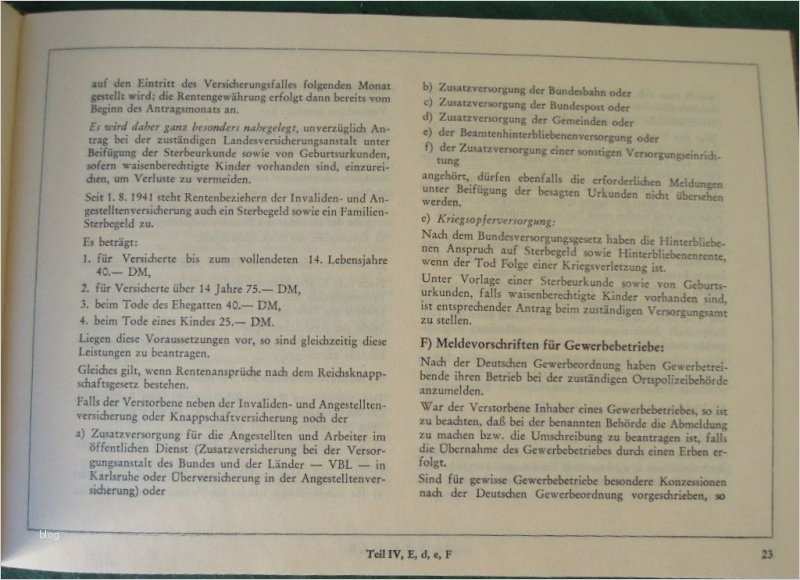 auf den Eintritt des Versicherungsfalles folgenden Monat
gestellt wird; die Rentengewährung erfolgt dann bereits vom
Beginn des Antragsmonats an.
Es wird daher ganz besonders nahegelegt, unverzüglich An-
trag bei der zuständigen Landesversicherungsanstalt unter
Beifügung der Sterbeurkunde sowie von Geburtsurkunden,
sofern waisenberechtigte Kinder vorhanden sind, einzurei-
chen, um Verluste zu vermeiden.
Seit 1. 8. 1941 steht Rentenbeziehern der Invaliden- und An-
gestelltenversicherung auch ein Sterbegeld sowie ein Familien-
Sterbegeld zu.
Es beträgt:
1. für Versicherte bis zum vollendeten 14. Lebensjahre
40.— DM,
2. für Versicherte über 14 Jahre 75.— DM,
3. beim Tode des Ehegatten 40.— DM,
4. beim Tode eines Kindes 25.— DM.
Liegen diese Voraussetzungen vor, so sind gleichzeitig diese
Leistungen zu beantragen.
Gleiches gilt, wenn Rentenansprüche nach dem Reichsknapp-
schaftsgesetz bestehen.
Falls der Verstorbene neben der Invaliden- und Angestellten-
versicherung oder Knappschaftversicherung noch der
a) Zusatzversorgung für die Angestellten und Arbeiter im
öffentlichen Dienst (Zusatzversicherung bei der Versor-
gungsanstalt des Bundes und der Länder — VBL — in
Karlsruhe oder Überversicherung in der Angestelltenver-
sicherung) oder
b) Zusatzversorgung der Bundesbahn oder
c) Zusatzversorgung der Bundespost oder
d) Zusatzversorgung der Gemeinden oder
e) der Beamtenhinterbliebenenversorgung oder
f) der Zusatzversorgung einer sonstigen Versorgungseinrich-
tung
angehört, dürfen ebenfalls die erforderlichen Meldungen
unter Beifügung der besagten Urkunden nicht übersehen
werden.
e) Kriegsopferversorgung:
Nach dem Bundesversorgungsgesetz haben die Hinterbliebe-
nen Anspruch auf Sterbegeld sowie Hinterbliebenenrente,
wenn der Tod Folge einer Kriegsverletzung ist.
Unter Vorlage einer Sterbeurkunde sowie von Geburts-
urkunden, falls waisenberechtigte Kinder vorhanden sind,
ist entsprechender Antrag beim zuständigen Versorgungsamt
zu stellen.
F) Meldevorschriften für Gewerbebetriebe:
Nach der Deutschen Gewerbeordnung haben Gewerbetrei-
bende ihren Betrieb bei der zuständigen Ortspolizeibehörde
anzumelden.
War der Verstorbene Inhaber eines Gewerbebetriebes, so ist
zu beachten, daß bei der benannten Behörde die Abmeldung
zu machen bzw. die Umschreibung zu beantragen ist, falls
die Übernahme des Gewerbebetriebes durch einen Erben er-
folgt.
Sind für gewisse Gewerbebetriebe besondere Konzessionen
nach der Deutschen Gewerbeordnung vorgeschrieben, so
blog
Teil IV, E, d, e, F
23